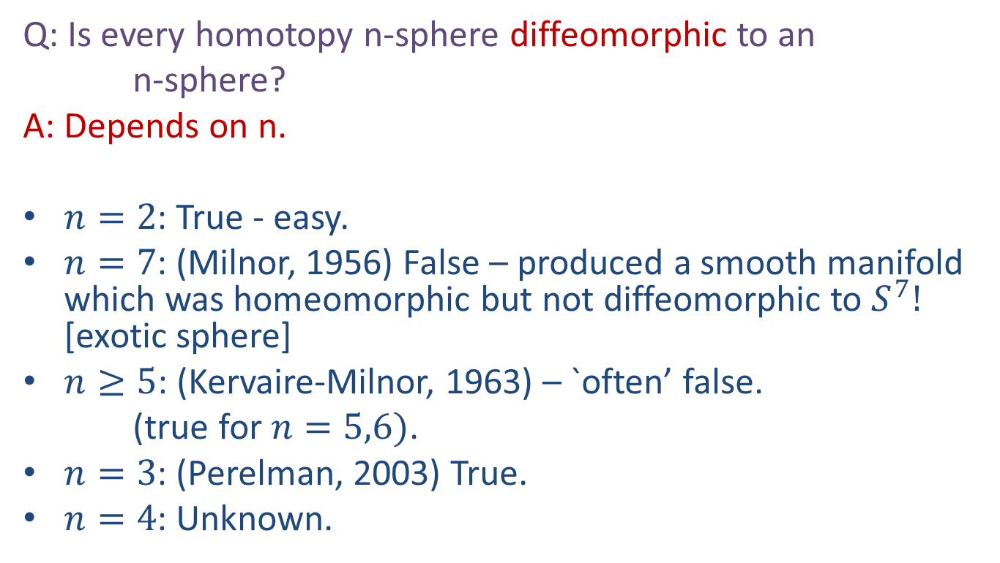 Q: Is every homotopy n-sphere diffeomorphic to an
n-sphere?
A: Depends on n.
• n = 2: True - easy.
• n = 7: (Milnor, 1956) False – produced a smooth manifold
which was homeomorphic but not diffeomorphic to S⁷!
[exotic sphere]
• n ≥ 5: (Kervaire-Milnor, 1963) – `often’ false.
(true for n = 5,6).
• n = 3: (Perelman, 2003) True.
• n = 4: Unknown.